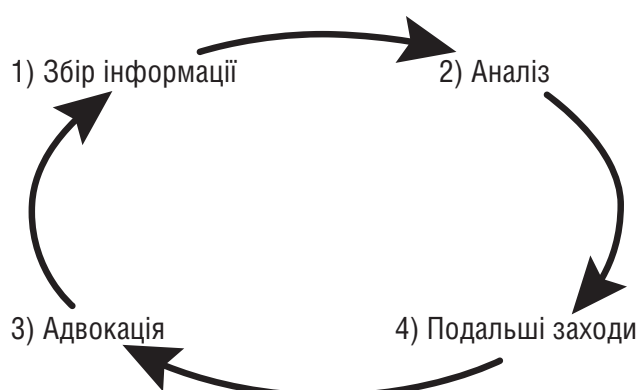 1) Збір інформації
2) Аналіз
3) Адвокація
4) Подальші заходи